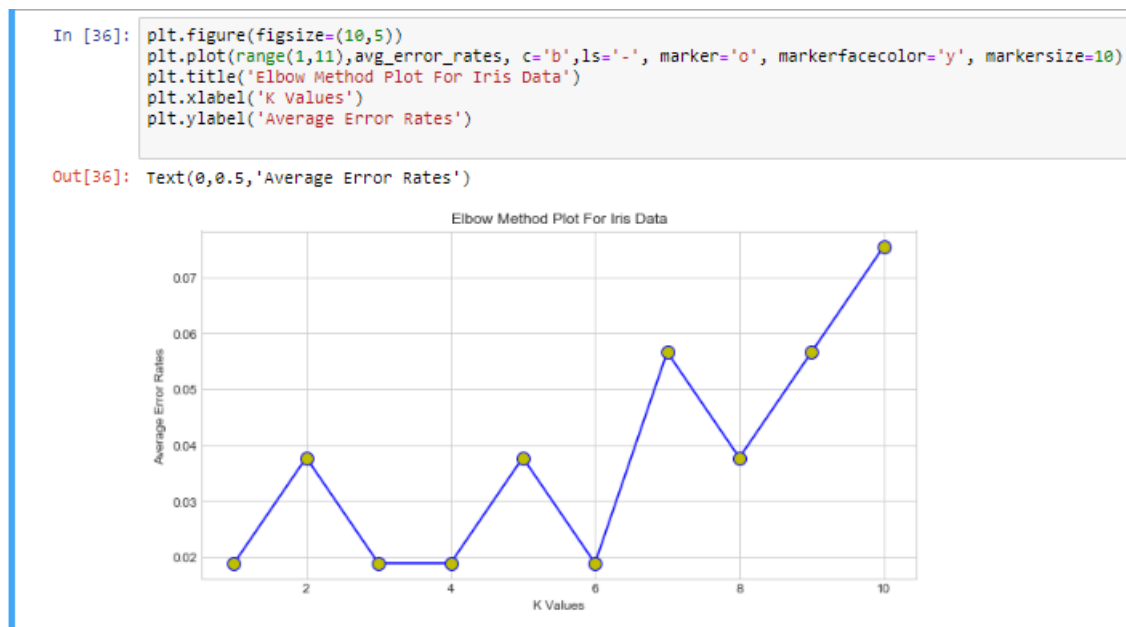 In [36]: plt.figure(figsize=(10,5))
plt.plot(range(1,11),avg_error_rates, c='b',ls='-', marker='o', markerfacecolor='y', markersize=10)
plt.title('Elbow Method Plot For Iris Data')
plt.xlabel('K Values')
plt.ylabel('Average Error Rates')
Out[36]: Text(0,0.5,'Average Error Rates')
Elbow Method Plot For Iris Data
Average Error Rates
0.07
0.06
0.05
0.04
0.03
0.02
2 4 6 8 10
K Values